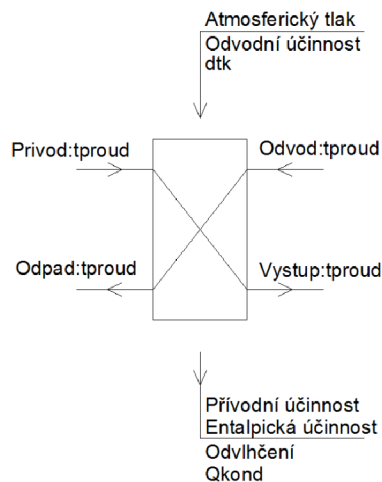 Atmosferický tlak
Odvodní účinnost
dtk
Privod:tproud
Odvod:tproud
Odpad:tproud
Vystup:tproud
Přívodní účinnost
Entalpická účinnost
Odvlhčení
Qkond